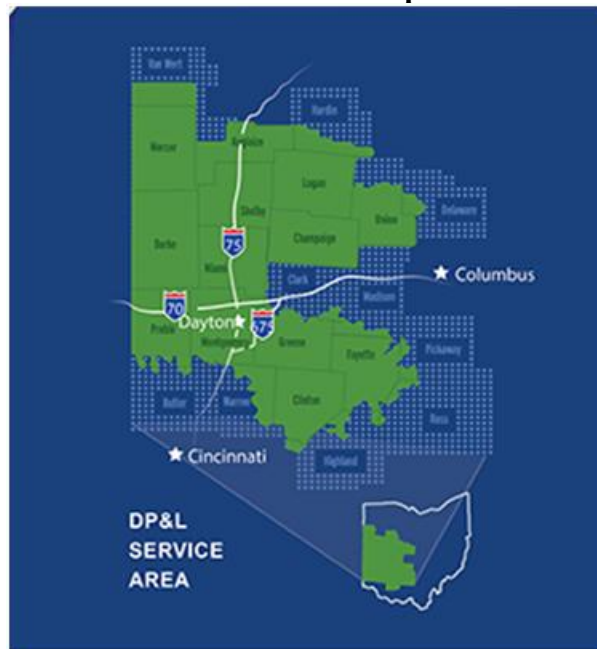 Van Wert
Hardin
Mercer
Auglaize
Logan
Shelby
Union
Delaware
Champaign
Darke
75
Miami
Clark
Columbus
Madison
70
Dayton
675
Preble
Montgomery
Greene
Fayette
Pickaway
Butler
Warren
Clinton
Ross
Cincinnati
Highland
DP&L
SERVICE
AREA